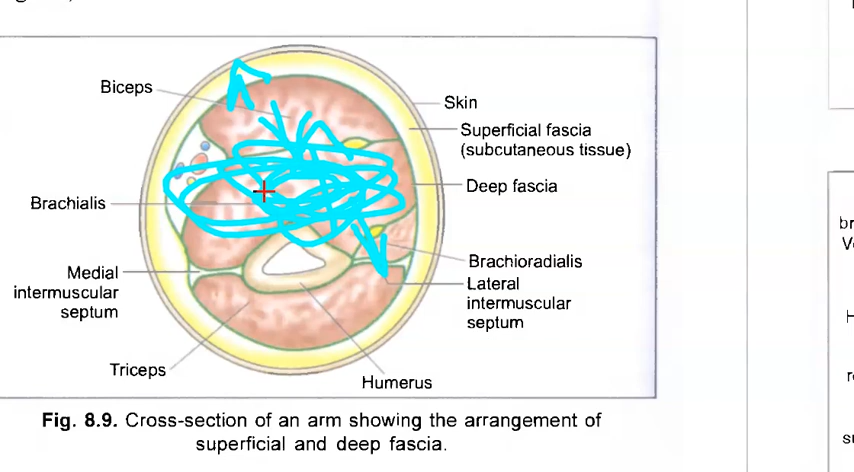 Biceps
Skin
Superficial fascia
(subcutaneous tissue)
Deep fascia
Brachialis
Brachioradialis
Medial
intermuscular
septum
Lateral
intermuscular
septum
Triceps
Humerus
Fig. 8.9. Cross-section of an arm showing the arrangement of
superficial and deep fascia.